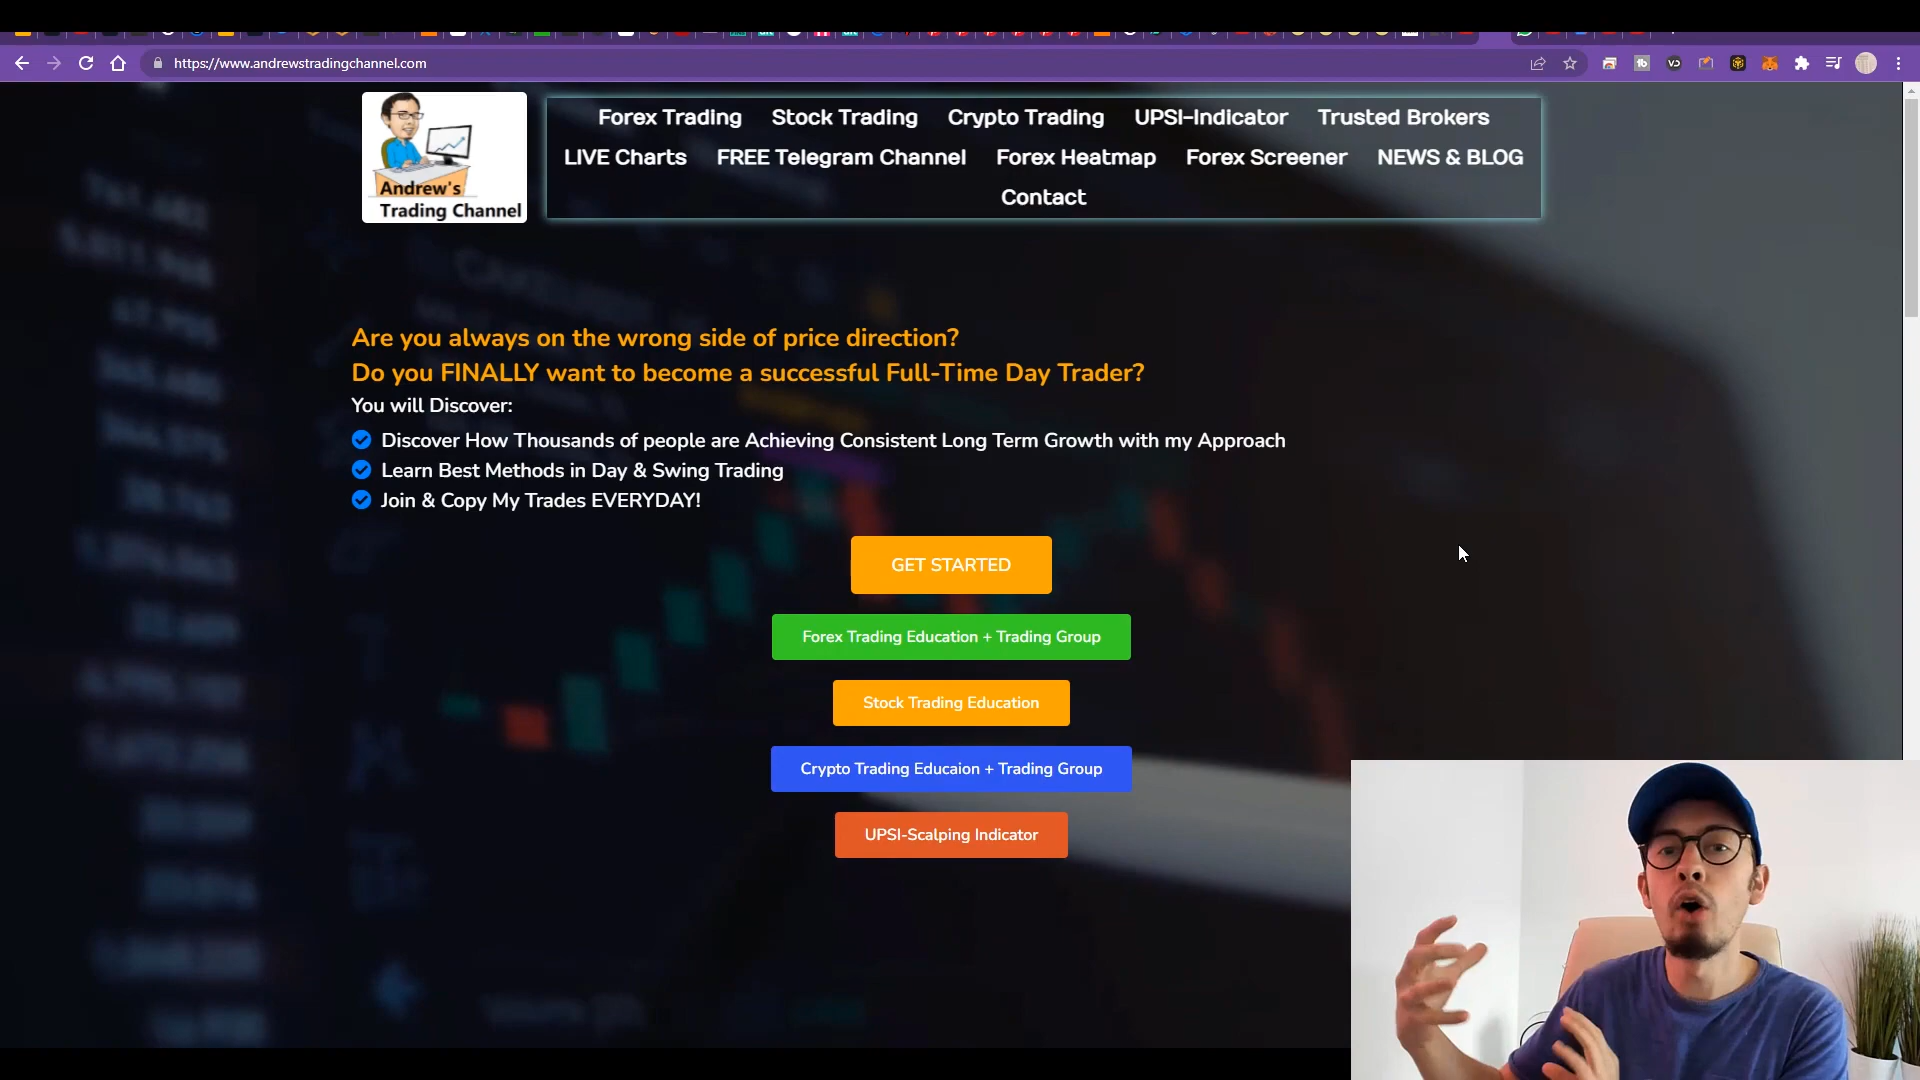 https://www.andrewstradingchannel.com
Andrew's
Trading Channel
Forex Trading Stock Trading Crypto Trading UPSI-Indicator Trusted Brokers
LIVE Charts FREE Telegram Channel Forex Heatmap Forex Screener NEWS & BLOG
Contact
Are you always on the wrong side of price direction?
Do you FINALLY want to become a successful Full-Time Day Trader?
You will Discover:
Discover How Thousands of people are Achieving Consistent Long Term Growth with my Approach
Learn Best Methods in Day & Swing Trading
Join & Copy My Trades EVERYDAY!
GET STARTED
Forex Trading Education + Trading Group
Stock Trading Education
Crypto Trading Educaion + Trading Group
UPSI-Scalping Indicator